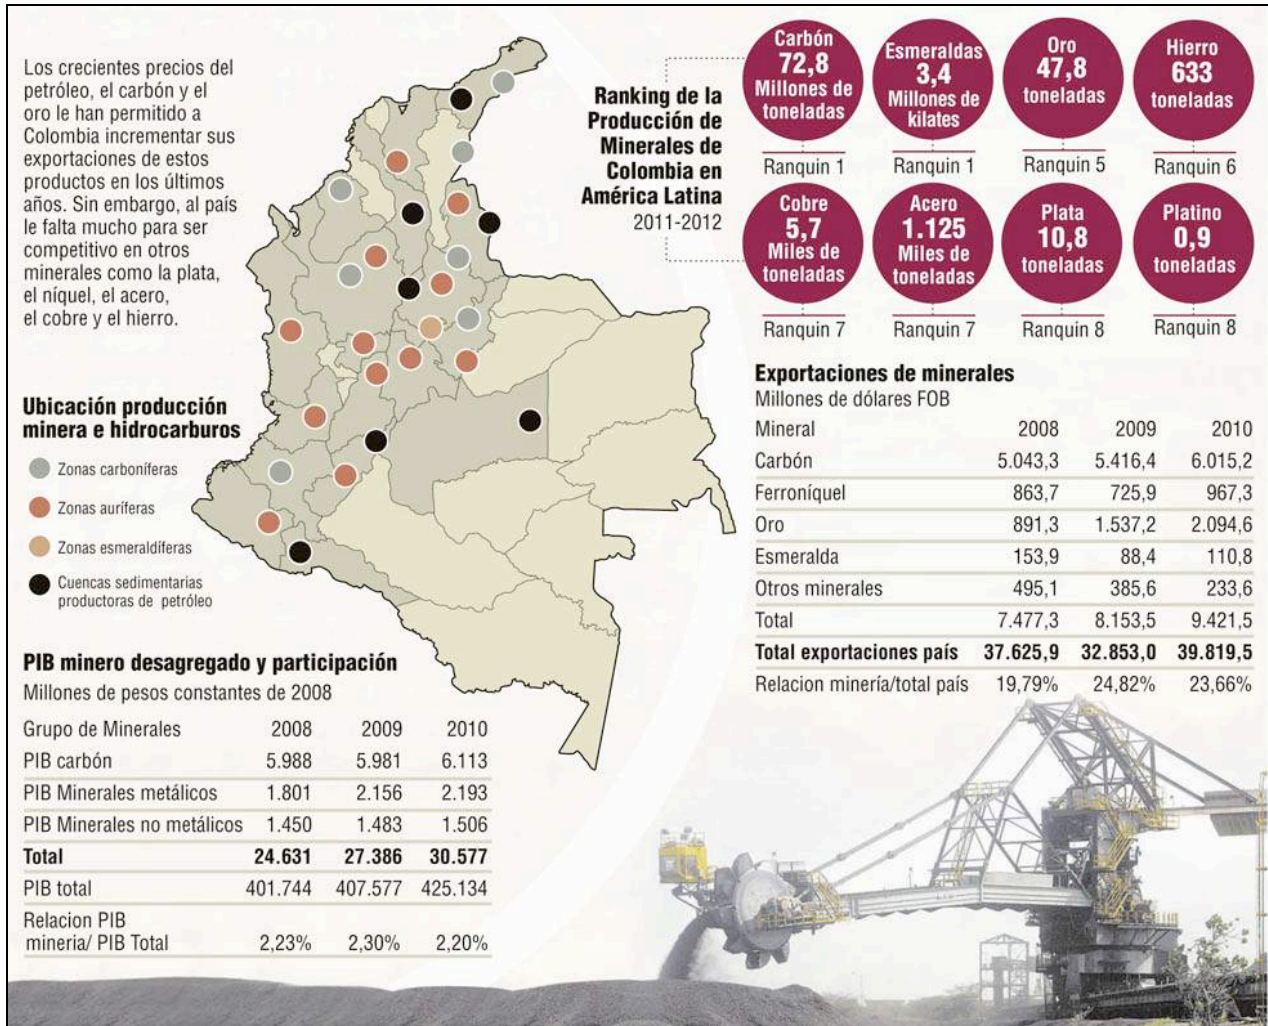 Los crecientes precios del
petróleo, el carbón y el
oro le han permitido a
Colombia incrementar sus
exportaciones de estos
productos en los últimos
años. Sin embargo, al país
le falta mucho para ser
competitivo en otros
minerales como la plata,
el níquel, el acero,
el cobre y el hierro.
Ubicación producción
minera e hidrocarburos
Zonas carboníferas
Zonas auríferas
Zonas esmeraldíferas
Cuencas sedimentarias
productoras de petróleo
Ranking de la
Producción de
Minerales de
Colombia en
América Latina
2011-2012
Carbón
72,8
Millones de
toneladas
Ranquin 1
Esmeraldas
3,4
Millones de
kilates
Ranquin 1
Oro
47,8
toneladas
Ranquin 5
Hierro
633
toneladas
Ranquin 6
Cobre
5,7
Miles de
toneladas
Ranquin 7
Acero
1.125
Miles de
toneladas
Ranquin 7
Plata
10,8
toneladas
Ranquin 8
Platino
0,9
toneladas
Ranquin 8
Exportaciones de minerales
Millones de dólares FOB
Mineral 2008 2009 2010
Carbón 5.043,3 5.416,4 6.015,2
Ferroníquel 863,7 725,9 967,3
Oro 891,3 1.537,2 2.094,6
Esmeralda 153,9 88,4 110,8
Otros minerales 495,1 385,6 233,6
Total 7.477,3 8.153,5 9.421,5
Total exportaciones país 37.625,9 32.853,0 39.819,5
Relacion minería/total país 19,79% 24,82% 23,66%
PIB minero desagregado y participación
Millones de pesos constantes de 2008
Grupo de Minerales 2008 2009 2010
PIB carbón 5.988 5.981 6.113
PIB Minerales metálicos 1.801 2.156 2.193
PIB Minerales no metálicos 1.450 1.483 1.506
Total 24.631 27.386 30.577
PIB total 401.744 407.577 425.134
Relacion PIB
mineria/ PIB Total 2,23% 2,30% 2,20%